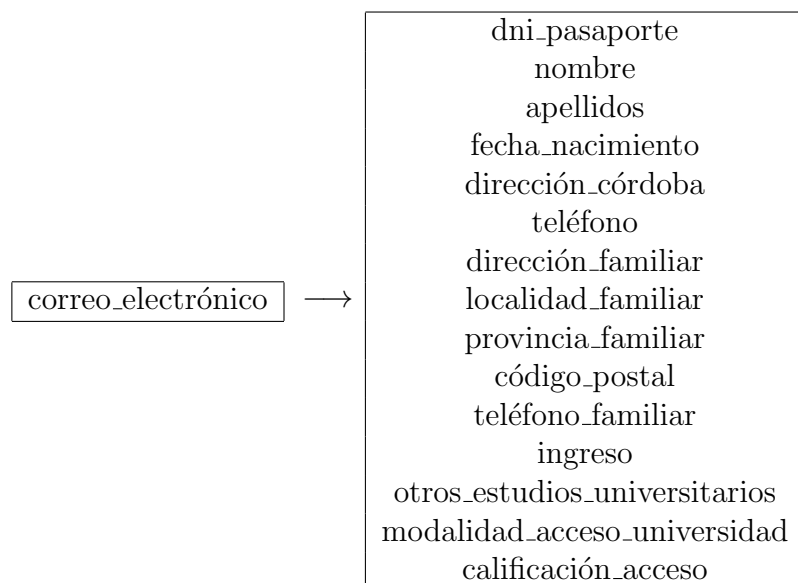 dni_pasaporte
nombre
apellidos
fecha_nacimiento
dirección_córdoba
teléfono
dirección_familiar
correo_electrónico → localidad_familiar
provincia_familiar
código_postal
teléfono_familiar
ingreso
otros_estudios_universitarios
modalidad_acceso_universidad
calificación_acceso